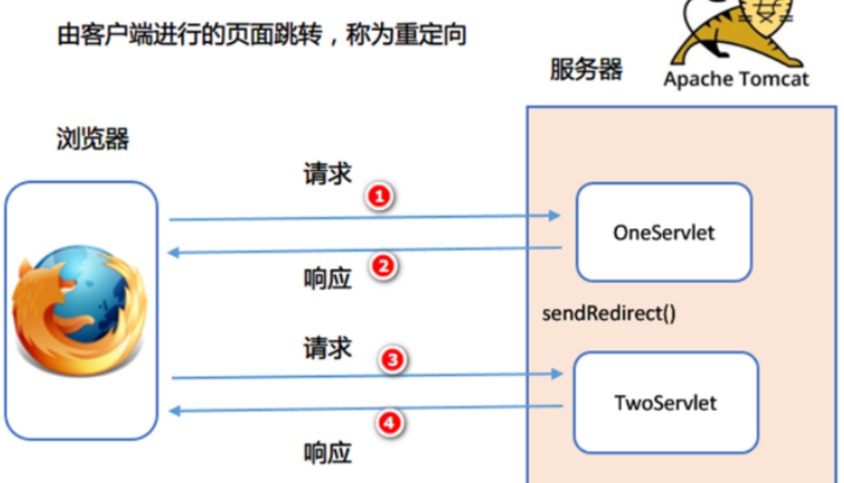 由客户端进行的页面跳转，称为重定向
服务器
Apache Tomcat
浏览器
请求
1
OneServlet
2
响应
sendRedirect()
请求
3
TwoServlet
4
响应